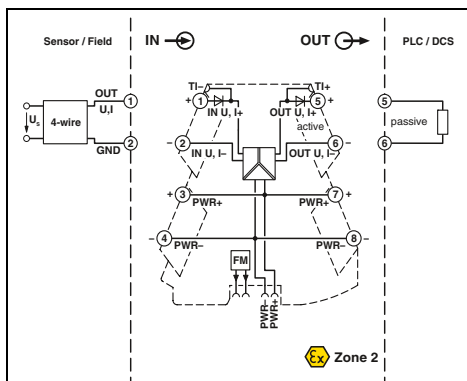 Sensor / Field
IN
OUT
PLC / DCS
TI–
TI+
OUT
U,I
1
+
1
5
+
5
IN U, I+
OUT U, I+
active
Us
4-wire
passive
2
GND
–
2
IN U, I–
OUT U, I–
6
–
6
+
3
PWR+
PWR+
7
+
–
4
PWR–
PWR–
8
–
FM
PWR–
PWR+
Ex
Zone 2